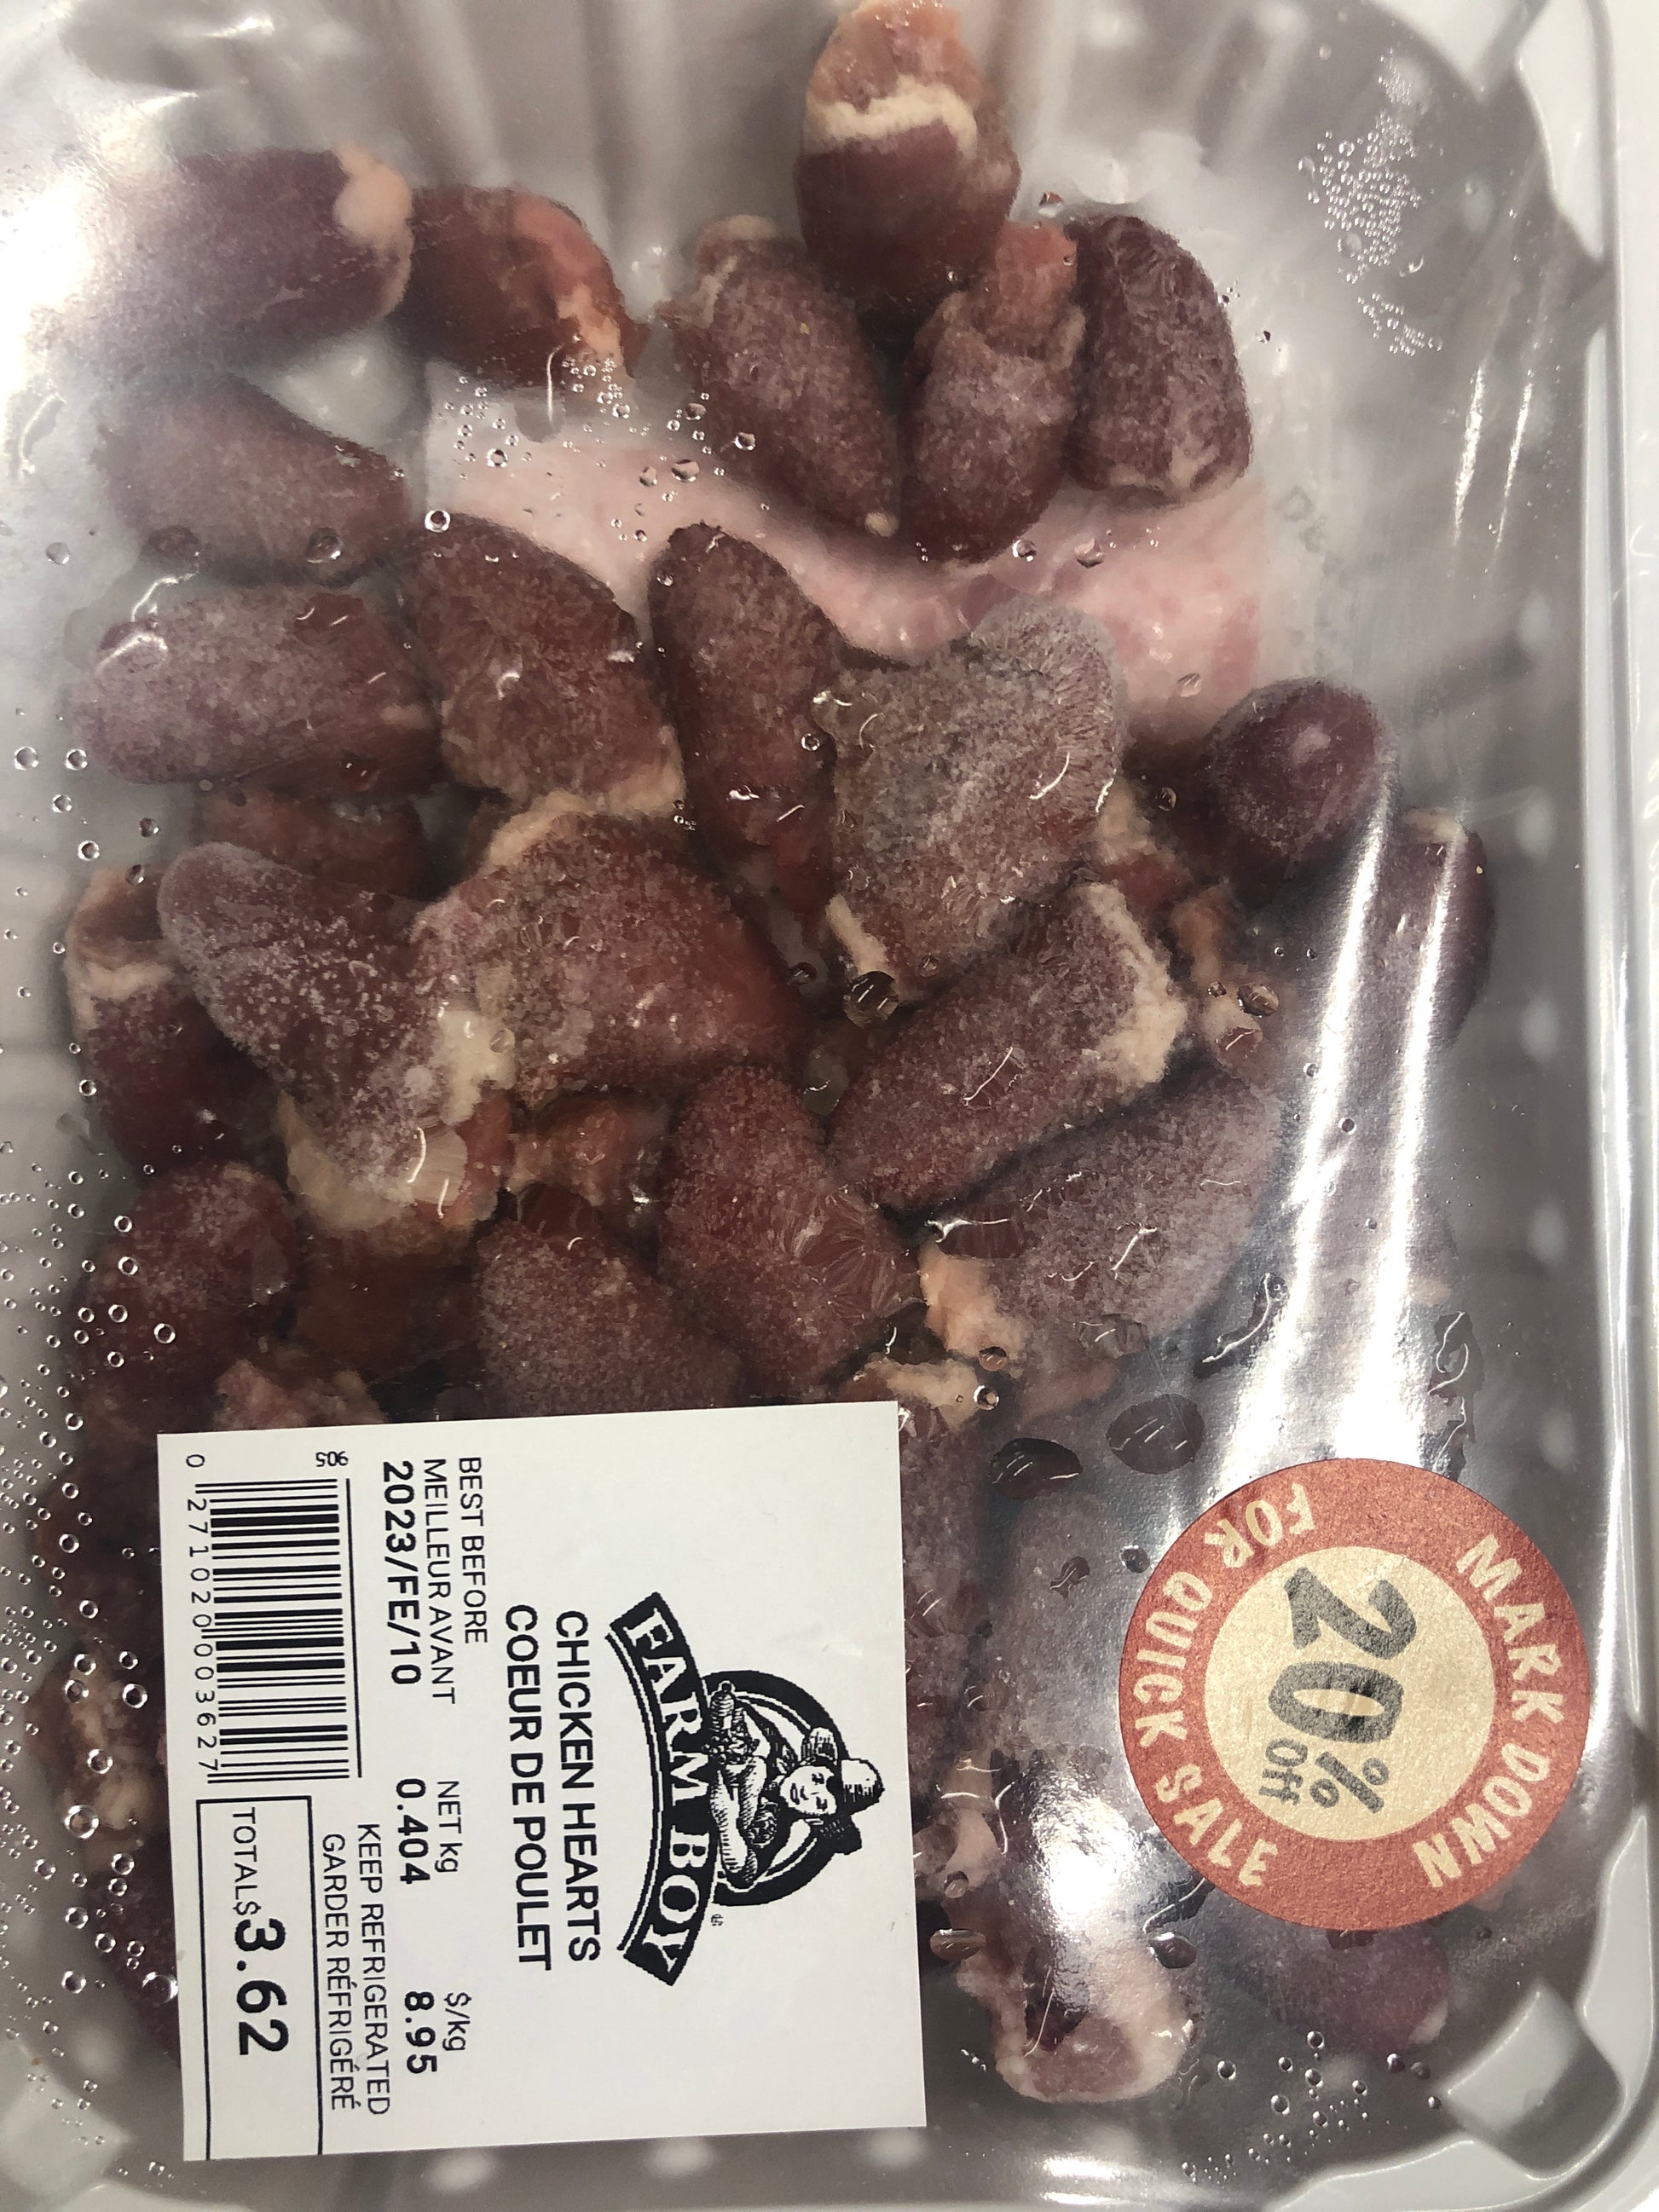 FARM BOY
CHICKEN HEARTS
COEUR DE POULET
BEST BEFORE
MEILLEUR AVANT
2023/FE/10
NET kg
0.404
$/kg
8.95
KEEP REFRIGERATED
GARDER RÉFRIGÉRÉ
905
0 271020 003627
TOTAL$ 3.62
MARK DOWN
20%
Off
FOR QUICK SALE